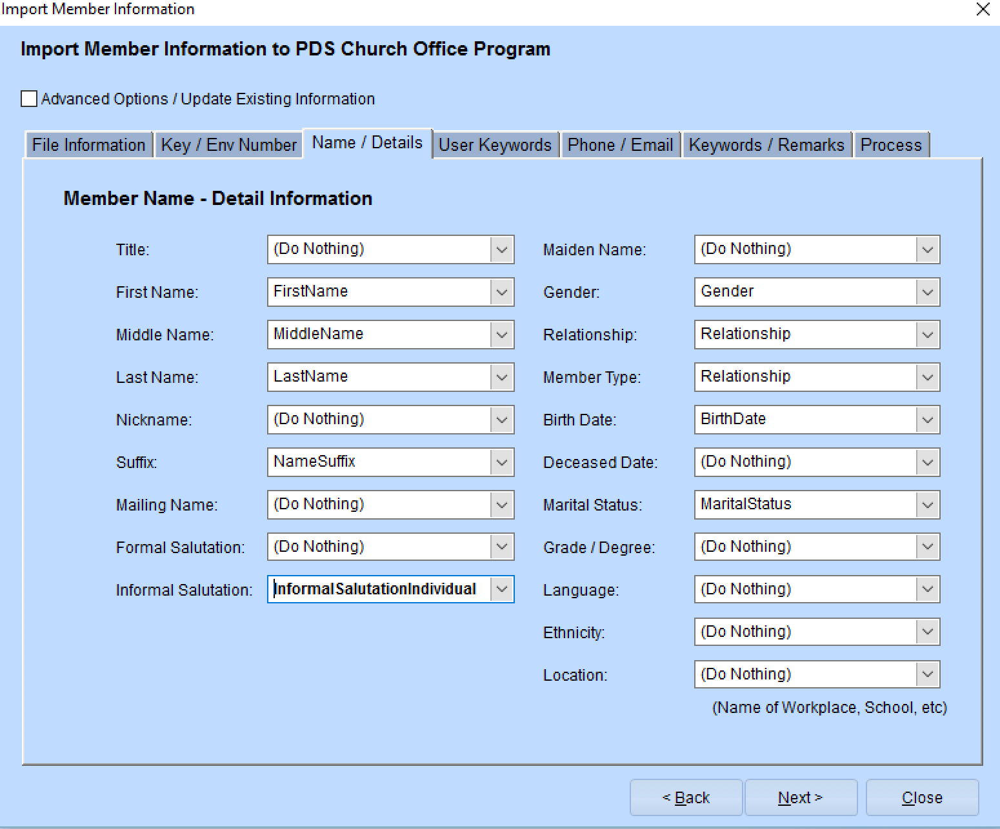 Import Member Information
Import Member Information to PDS Church Office Program
Advanced Options / Update Existing Information
File Information Key / Env Number Name / Details User Keywords Phone / Email Keywords / Remarks Process
Member Name - Detail Information
Title: (Do Nothing)
First Name: FirstName
Middle Name: MiddleName
Last Name: LastName
Nickname: (Do Nothing)
Suffix: NameSuffix
Mailing Name: (Do Nothing)
Formal Salutation: (Do Nothing)
Informal Salutation: InformalSalutationIndividual
Maiden Name: (Do Nothing)
Gender: Gender
Relationship: Relationship
Member Type: Relationship
Birth Date: BirthDate
Deceased Date: (Do Nothing)
Marital Status: MaritalStatus
Grade / Degree: (Do Nothing)
Language: (Do Nothing)
Ethnicity: (Do Nothing)
Location: (Do Nothing)
(Name of Workplace, School, etc)
< Back Next > Close